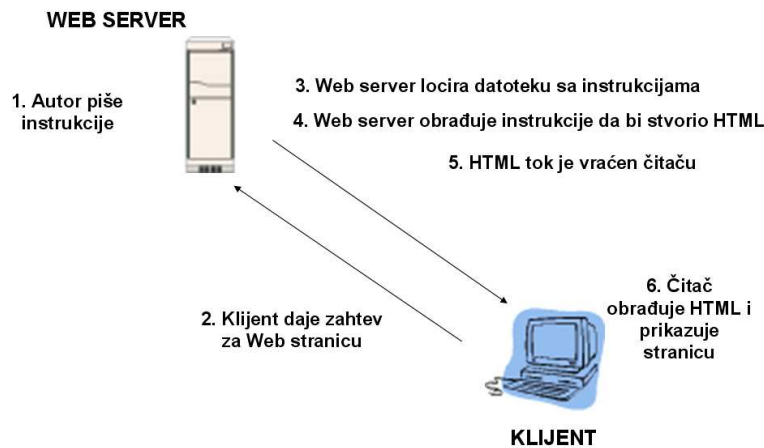 WEB SERVER
1. Autor piše
instrukcije
3. Web server locira datoteku sa instrukcijama
4. Web server obrađuje instrukcije da bi stvorio HTML
5. HTML tok je vraćen čitaču
2. Klijent daje zahtev
za Web stranicu
6. Čitač
obrađuje HTML i
prikazuje
stranicu
KLIJENT